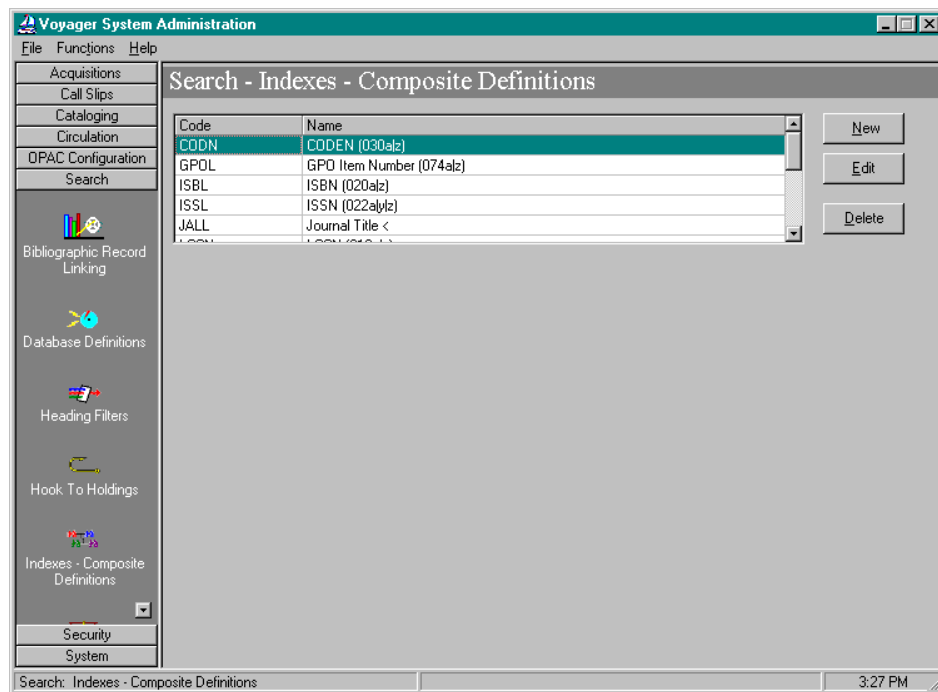 Voyager System Administration
File Functions Help
Acquisitions
Call Slips
Cataloging
Circulation
OPAC Configuration
Search
Bibliographic Record
Linking
Database Definitions
Heading Filters
Hook To Holdings
Indexes - Composite
Definitions
Security
System
Search - Indexes - Composite Definitions
Code Name
CODN CODEN (030a|z)
GPOL GPO Item Number (074a|z)
ISBL ISBN (020a|z)
ISSL ISSN (022a|y|z)
JALL Journal Title <
New
Edit
Delete
Search: Indexes - Composite Definitions
3:27 PM